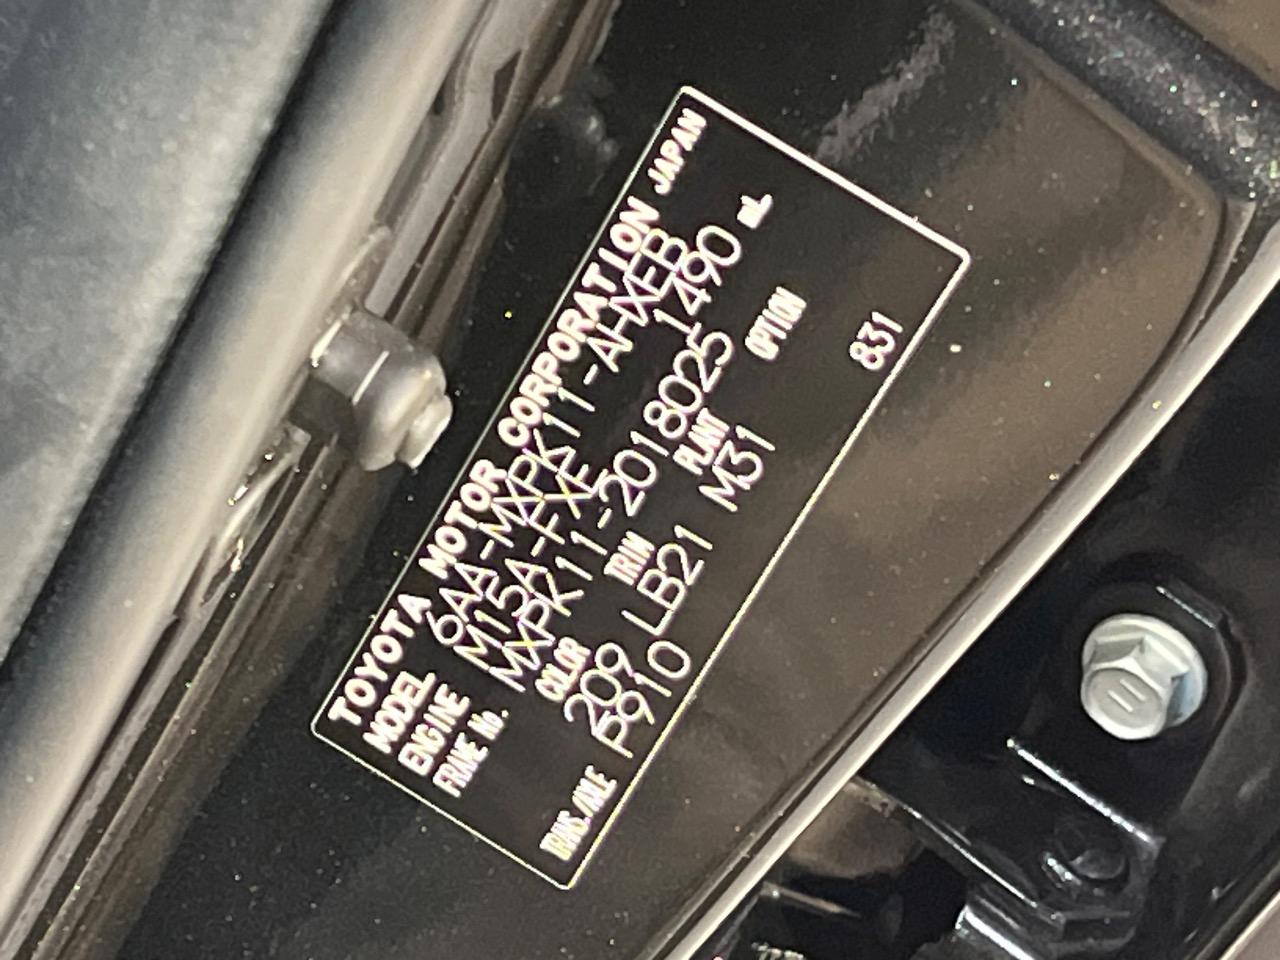 TOYOTA MOTOR CORPORATION JAPAN
MODEL 6AA-MXPK11-AHXEB
ENGINE M15A-FXE 1490 mL
FRAME No. MXPK11-2018025
COLOR TRIM PLANT OPTION
209 LB21 M31
TRANS./AXLE P910 831